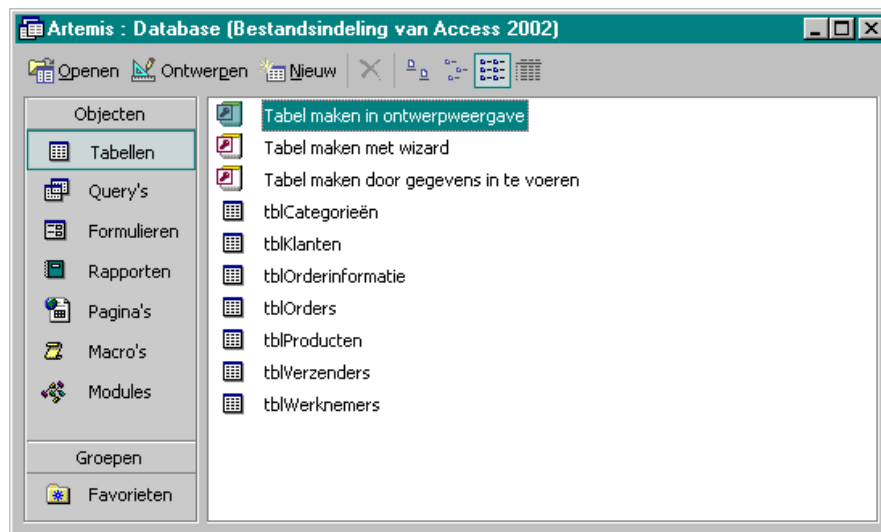 Artemis : Database (Bestandsindeling van Access 2002)
Openen Ontwerpen Nieuw
Objecten
Tabellen
Query's
Formulieren
Rapporten
Pagina's
Macro's
Modules
Groepen
Favorieten
Tabel maken in ontwerpweergave
Tabel maken met wizard
Tabel maken door gegevens in te voeren
tblCategorieën
tblKlanten
tblOrderinformatie
tblOrders
tblProducten
tblVerzenders
tblWerknemers